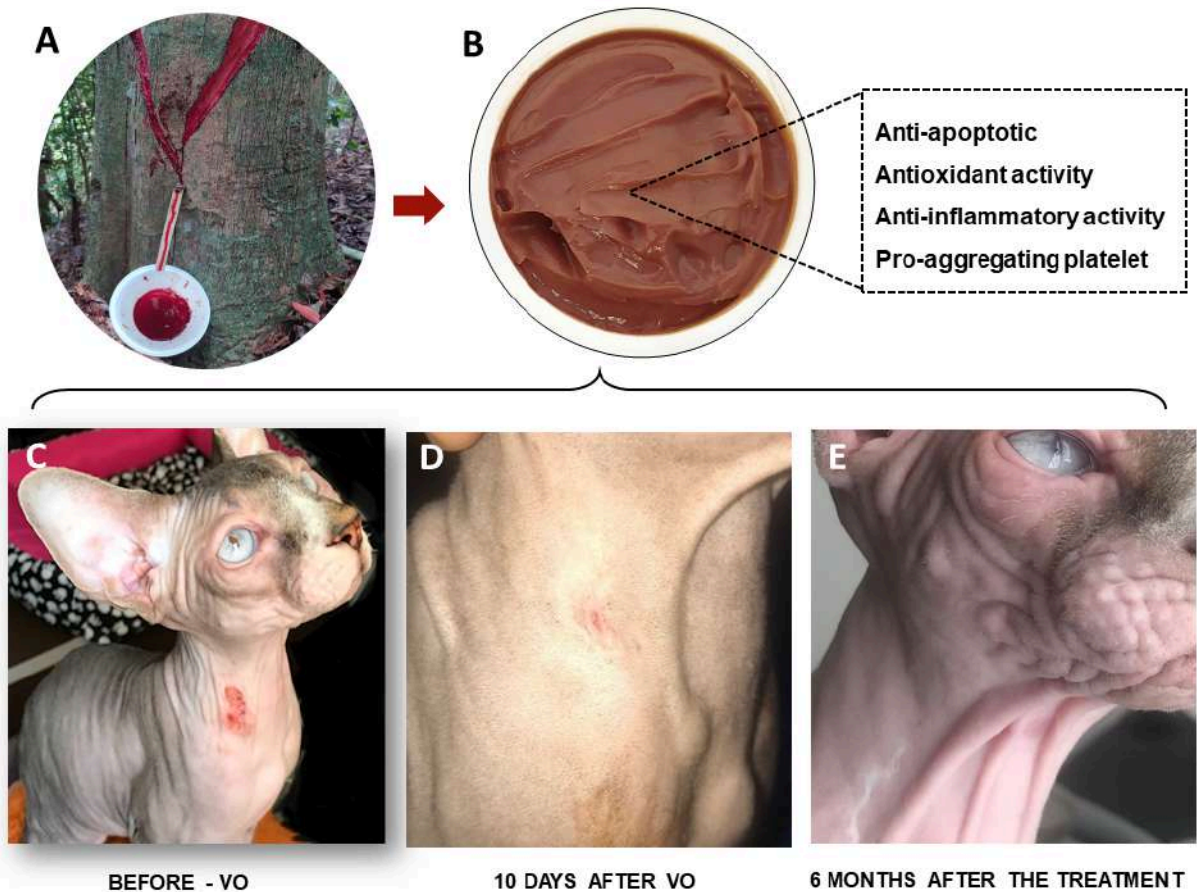 A
B
Anti-apoptotic
Antioxidant activity
Anti-inflammatory activity
Pro-aggregating platelet
C
D
E
BEFORE - VO
10 DAYS AFTER VO
6 MONTHS AFTER THE TREATMENT